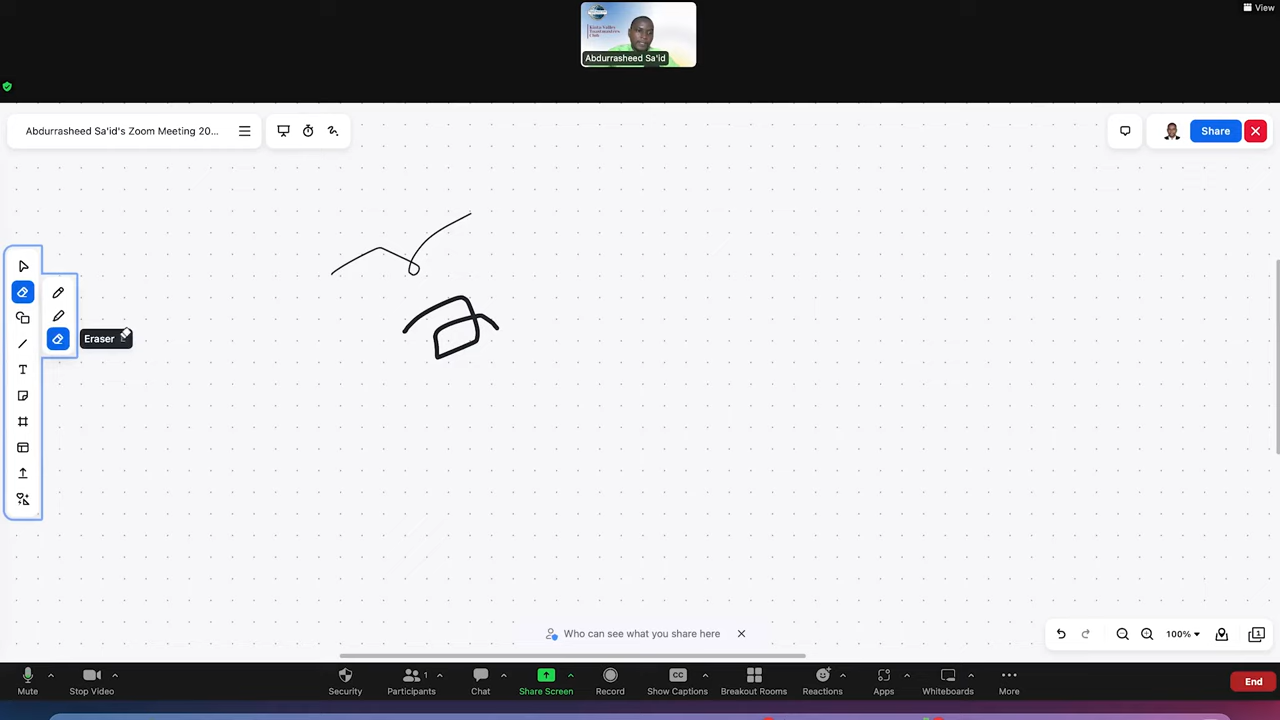 View
Abdurrasheed Sa'id
Abdurrasheed Sa'id's Zoom Meeting 20...
Share
Eraser
T
Who can see what you share here
100%
1
Mute
Stop Video
Security
1
Participants
Chat
Share Screen
Record
CC
Show Captions
Breakout Rooms
Reactions
Apps
Whiteboards
More
End